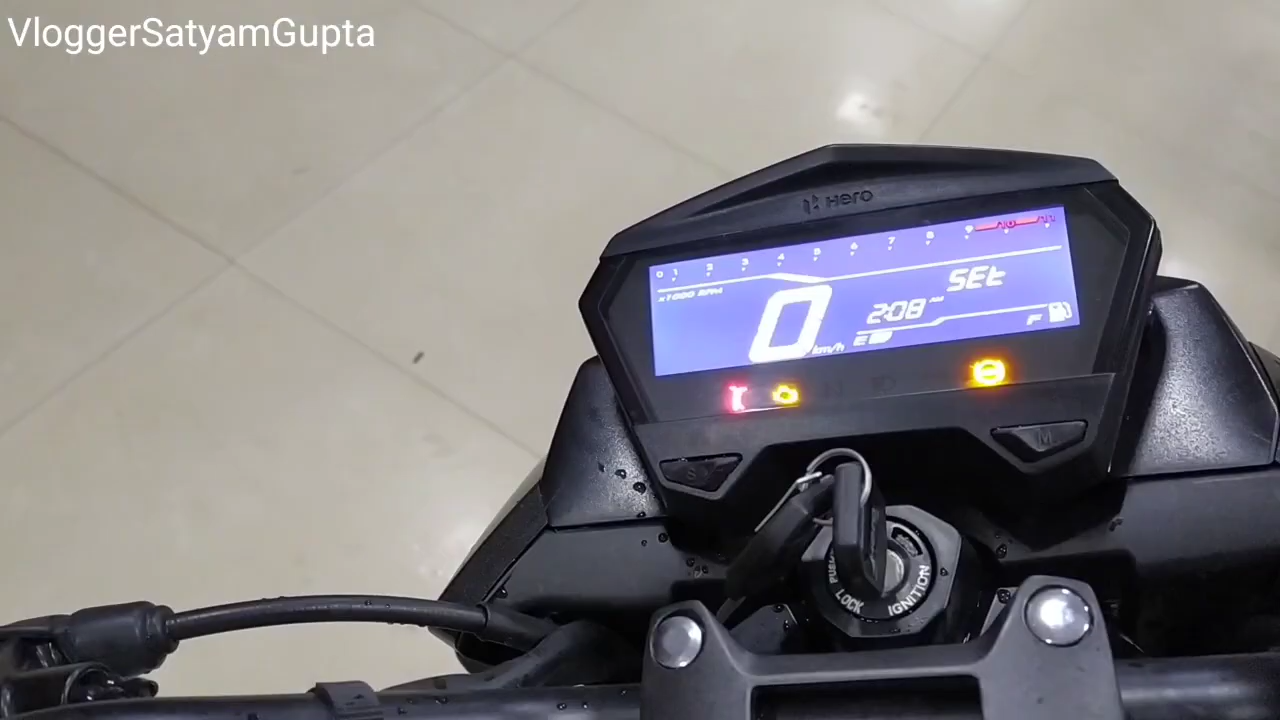 VloggerSatyamGupta
Hero
0 1 2 3 4 5 6 7 8 9 10 11
x1000 RPM
SEt
2:08
0 km/h
E F
S M
PUSH
LOCK IGNITION